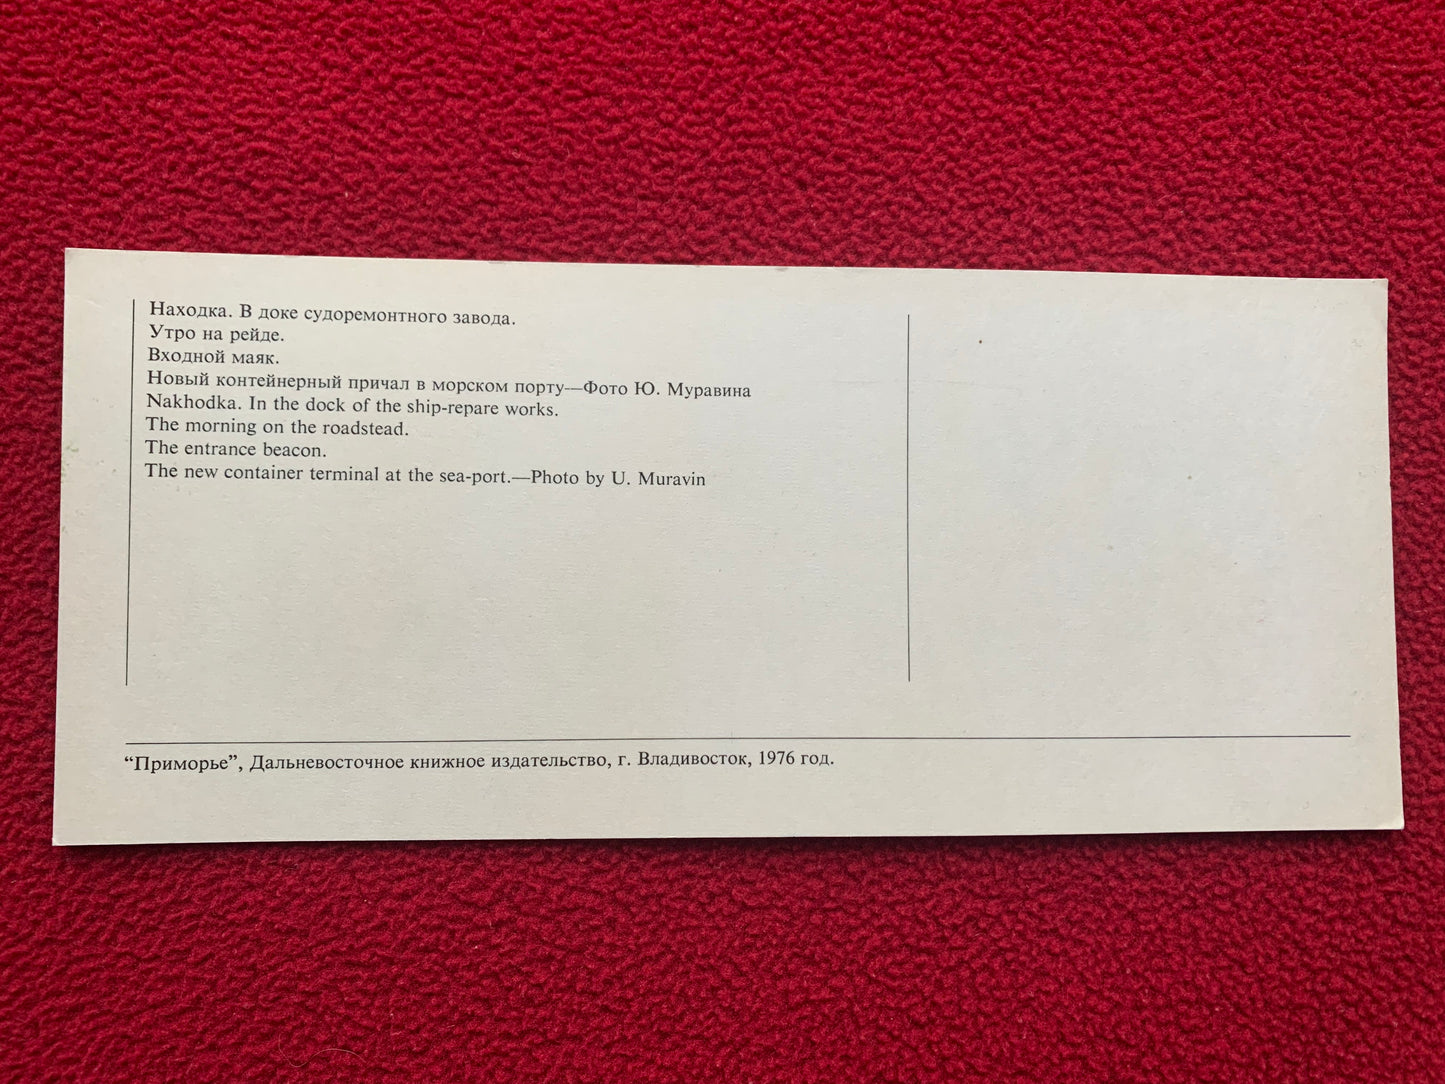 Находка. В доке судоремонтного завода.
Утро на рейде.
Входной маяк.
Новый контейнерный причал в морском порту—Фото Ю. Муравина
Nakhodka. In the dock of the ship-repare works.
The morning on the roadstead.
The entrance beacon.
The new container terminal at the sea-port.—Photo by U. Muravin
“Приморье”, Дальневосточное книжное издательство, г. Владивосток, 1976 год.